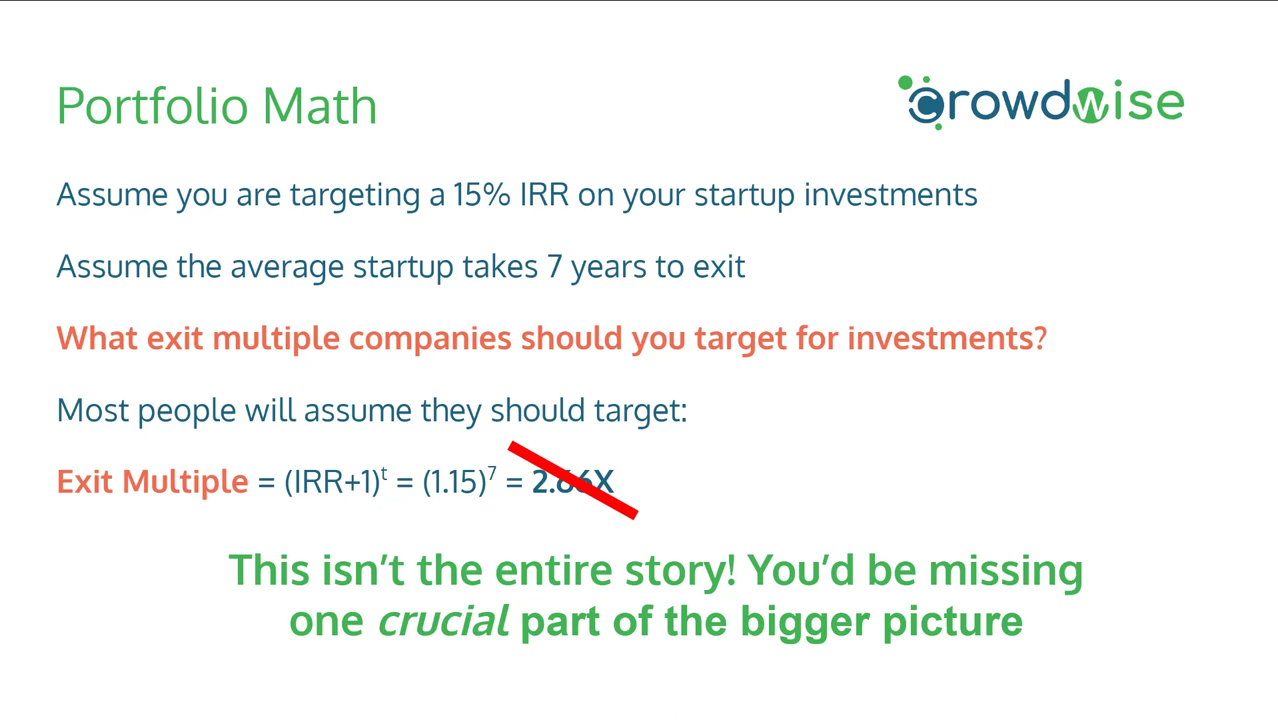 Portfolio Math
crowdwise
Assume you are targeting a 15% IRR on your startup investments
Assume the average startup takes 7 years to exit
What exit multiple companies should you target for investments?
Most people will assume they should target:
Exit Multiple = (IRR+1)ᵗ = (1.15)⁷ = 2.66X
This isn't the entire story! You'd be missing
one crucial part of the bigger picture